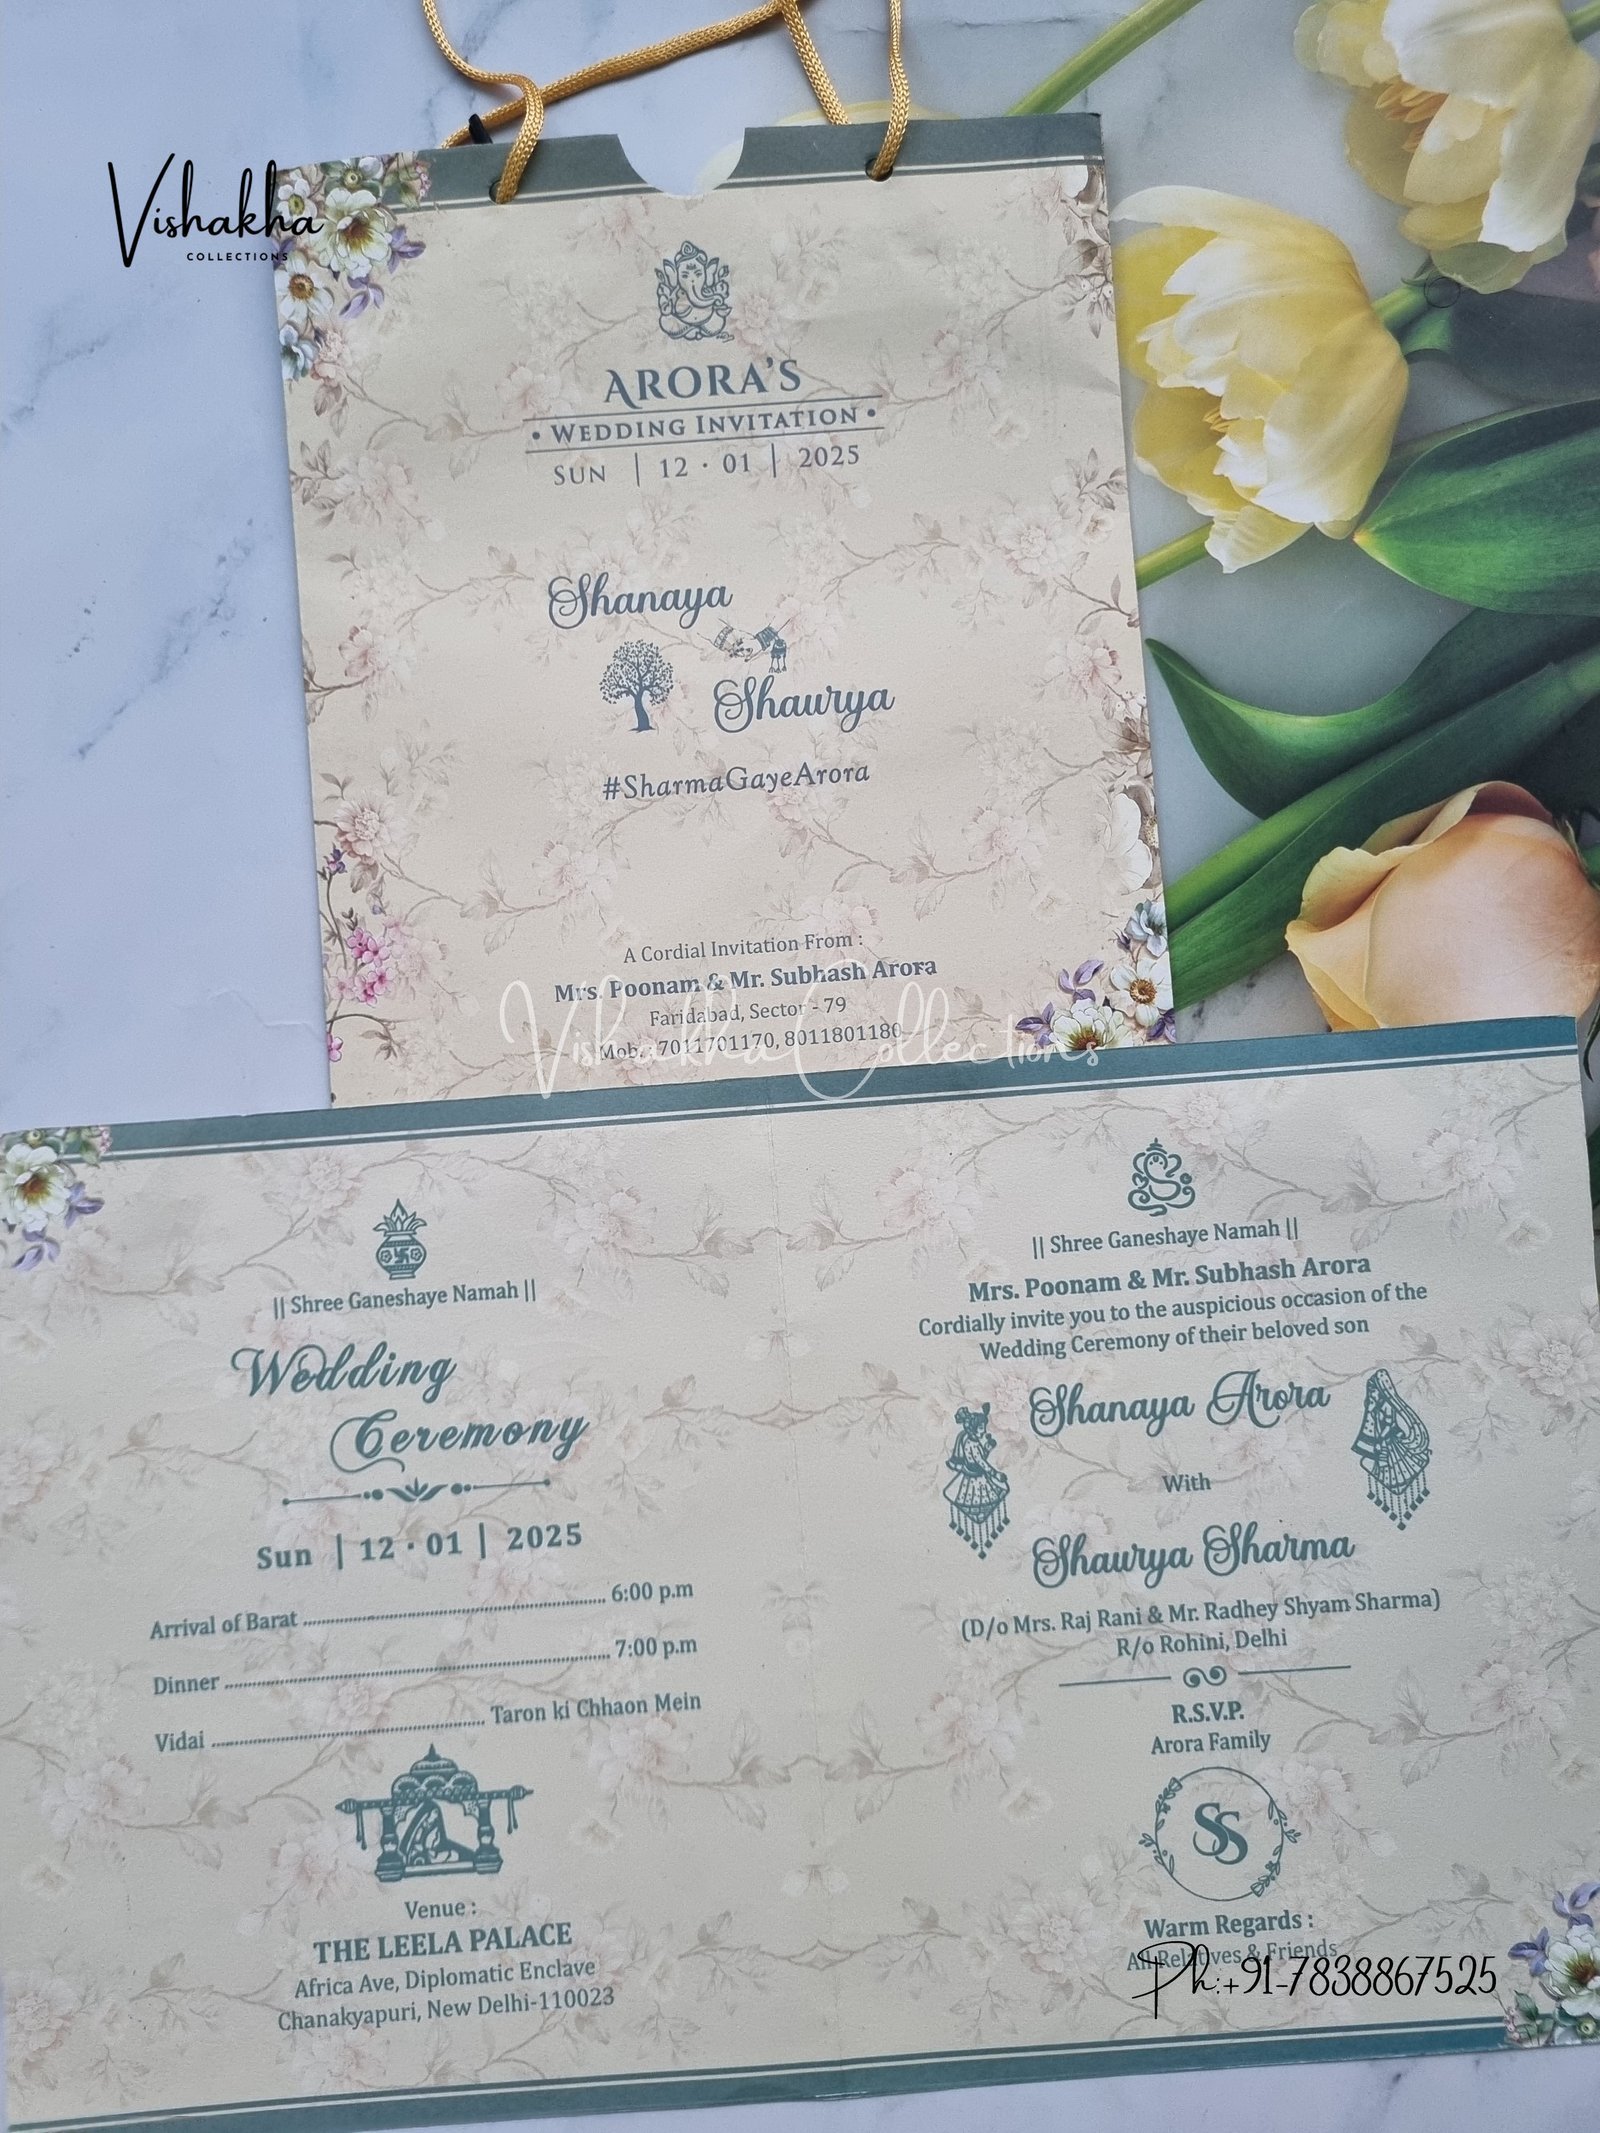 Vishakha
COLLECTIONS
ARORA'S
• WEDDING INVITATION •
SUN | 12 · 01 | 2025
Shanaya
Shaurya
#SharmaGayeArora
A Cordial Invitation From :
Mrs. Poonam & Mr. Subhash Arora
Faridabad, Sector - 79
Mob.: 7011701170, 8011801180
Vishakha Collections
|| Shree Ganeshaye Namah ||
Wedding
Ceremony
Sun | 12 · 01 | 2025
Arrival of Barat ........................ 6:00 p.m
Dinner ........................ 7:00 p.m
Vidai ........................ Taron ki Chhaon Mein
Venue :
THE LEELA PALACE
Africa Ave, Diplomatic Enclave
Chanakyapuri, New Delhi-110023
|| Shree Ganeshaye Namah ||
Mrs. Poonam & Mr. Subhash Arora
Cordially invite you to the auspicious occasion of the
Wedding Ceremony of their beloved son
Shanaya Arora
With
Shaurya Sharma
(D/o Mrs. Raj Rani & Mr. Radhey Shyam Sharma)
R/o Rohini, Delhi
R.S.V.P.
Arora Family
SS
Warm Regards :
All Relatives & Friends
Ph:+91-7838867525